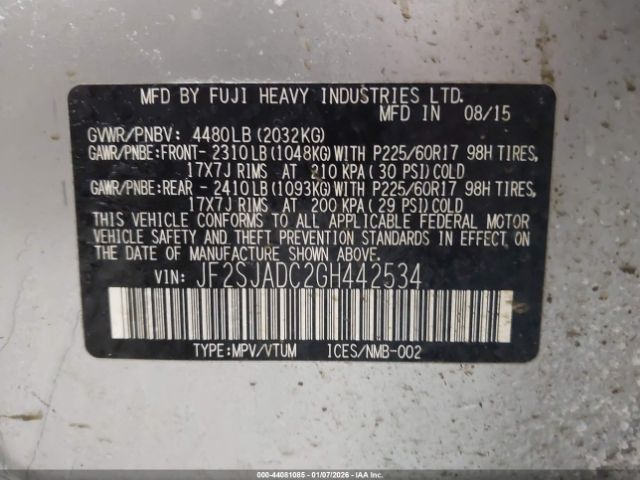 MFD BY FUJI HEAVY INDUSTRIES LTD.
MFD IN 08/15
GVWR/PNBV: 4480LB(2032KG)
GAWR/PNBE:FRONT-2310LB(1048KG)WITH P225/60R17 98H TIRES,
17X7J RIMS AT 210 KPA(30 PSI)COLD
GAWR/PNBE:REAR -2410LB(1093KG)WITH P225/60R17 98H TIRES,
17X7J RIMS AT 200 KPA(29 PSI)COLD
THIS VEHICLE CONFORMS TO ALL APPLICABLE FEDERAL MOTOR
VEHICLE SAFETY AND THEFT PREVENTION STANDARDS IN EFFECT ON
THE DATE OF MANUFACTURE SHOWN ABOVE.
VIN: JF2SJADC2GH442534
TYPE:MPV/VTUM ICES/NMB-002
000-44081085 - 01/07/2026 - IAA Inc.